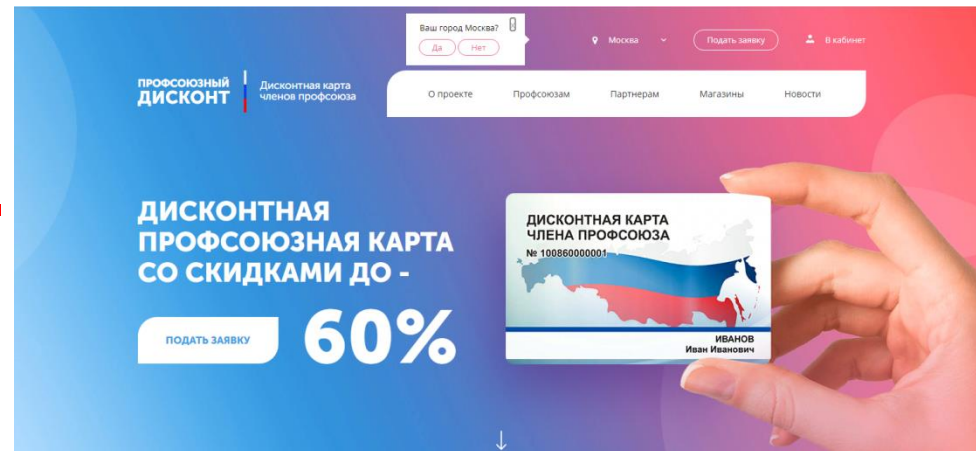 Ваш город Москва?
Да Нет
Москва
Подать заявку
В кабинет
ПРОФСОЮЗНЫЙ
ДИСКОНТ
Дисконтная карта
членов профсоюза
О проекте Профсоюзам Партнерам Магазины Новости
ДИСКОНТНАЯ
ПРОФСОЮЗНАЯ КАРТА
СО СКИДКАМИ ДО -
60%
ПОДАТЬ ЗАЯВКУ
ДИСКОНТНАЯ КАРТА
ЧЛЕНА ПРОФСОЮЗА
№ 100860000001
ИВАНОВ
Иван Иванович